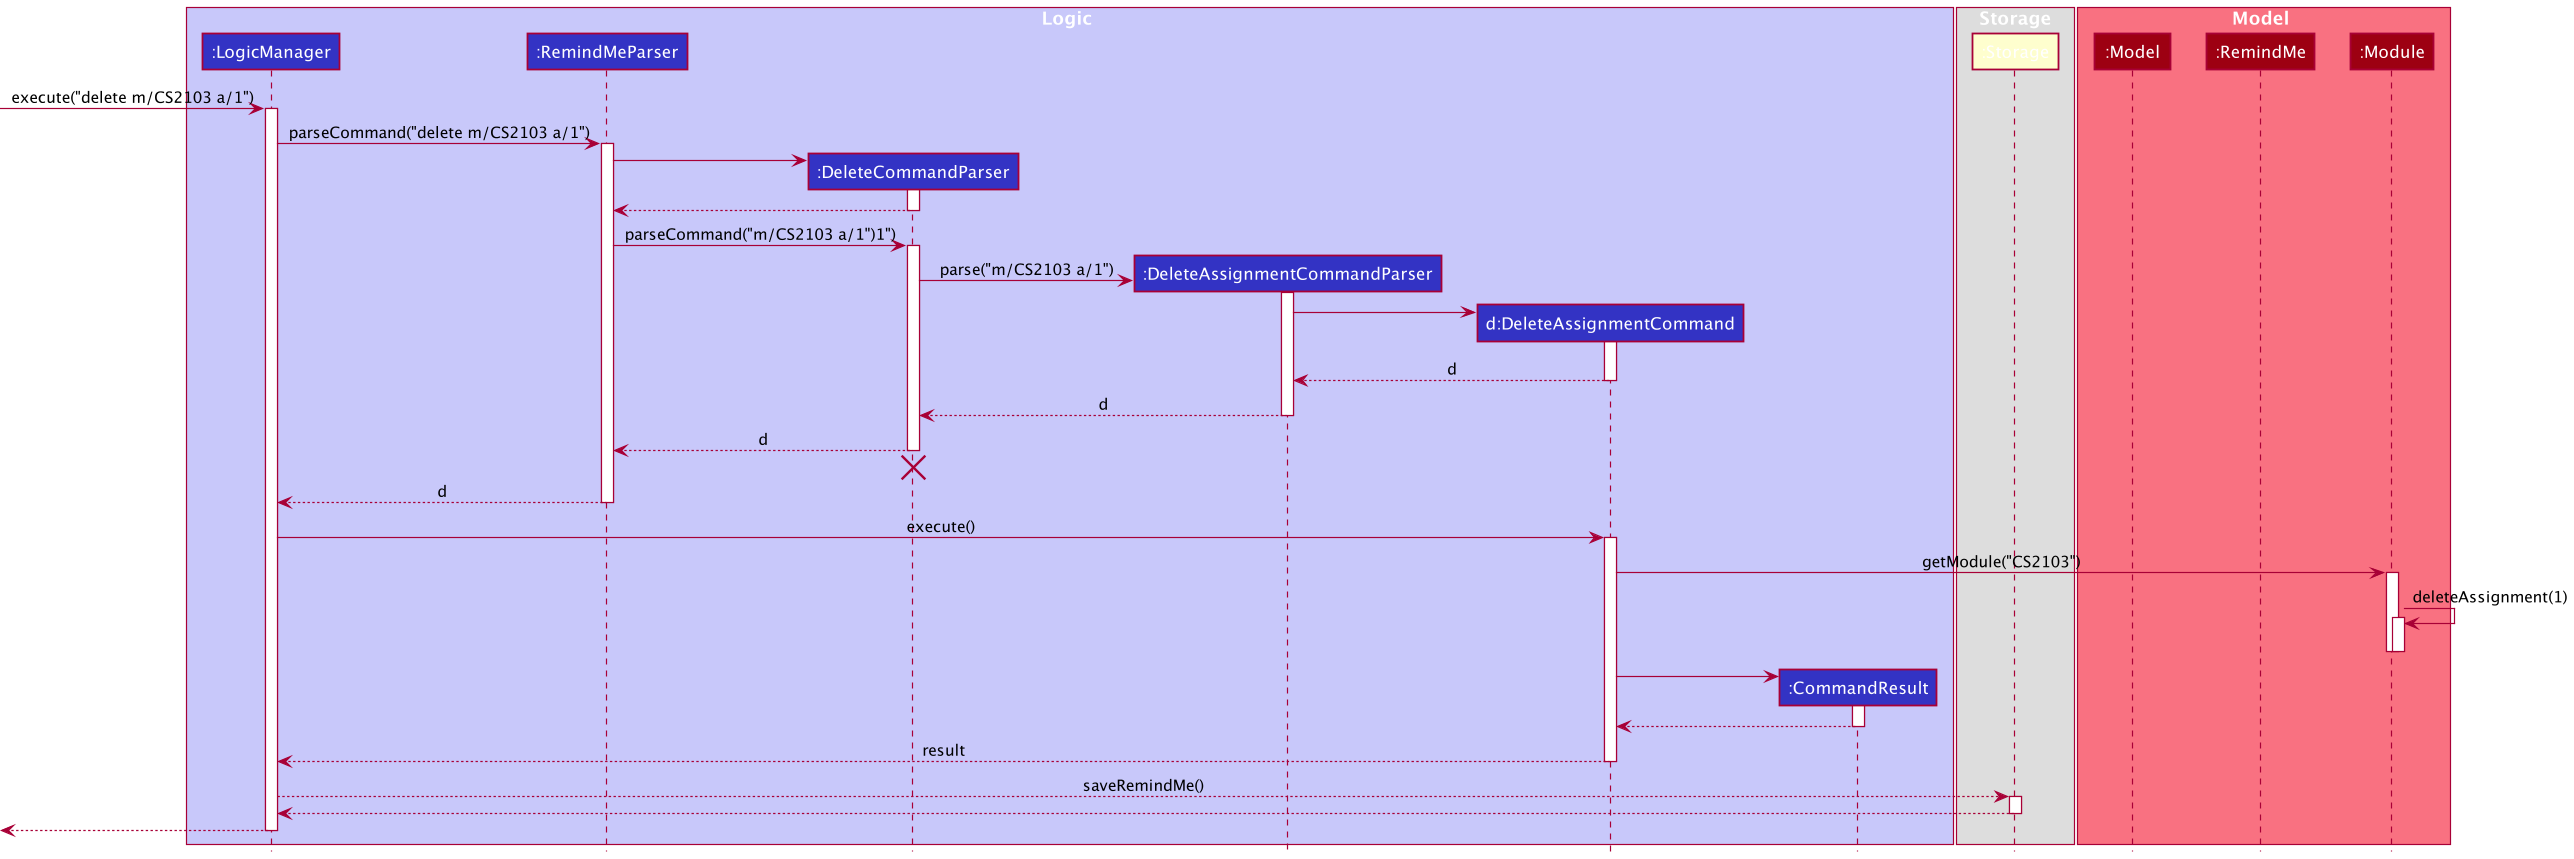 Logic
Storage
Model
:LogicManager
:RemindMeParser
:Storage
:Model
:RemindMe
:Module
execute("delete m/CS2103 a/1")
parseCommand("delete m/CS2103 a/1")
:DeleteCommandParser
parseCommand("m/CS2103 a/1")1")
parse("m/CS2103 a/1")
:DeleteAssignmentCommandParser
d:DeleteAssignmentCommand
d
d
d
d
execute()
getModule("CS2103")
deleteAssignment(1)
:CommandResult
result
saveRemindMe()